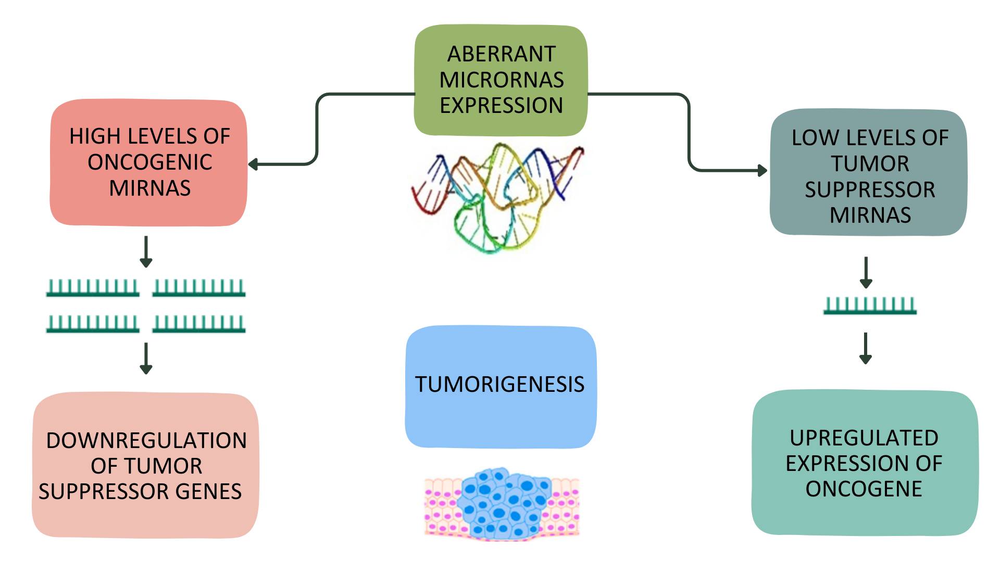 ABERRANT
MICRORNAS
EXPRESSION
HIGH LEVELS OF
ONCOGENIC
MIRNAS
LOW LEVELS OF
TUMOR
SUPPRESSOR
MIRNAS
TUMORIGENESIS
DOWNREGULATION
OF TUMOR
SUPPRESSOR GENES
UPREGULATED
EXPRESSION OF
ONCOGENE